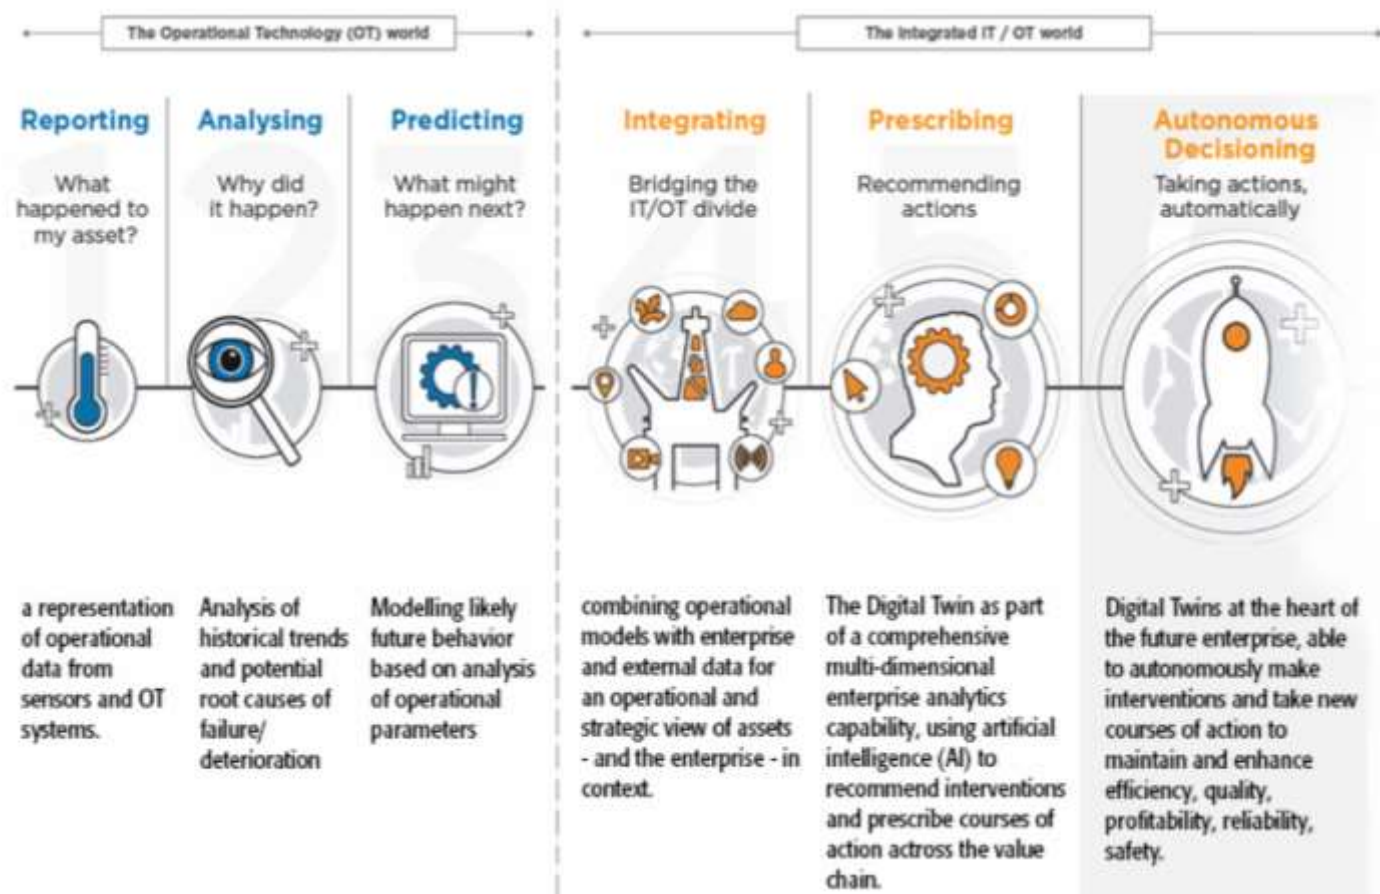 The Operational Technology (OT) world
The Integrated IT / OT world
Reporting
What
happened to
my asset?
Analysing
Why did
it happen?
Predicting
What might
happen next?
Integrating
Bridging the
IT/OT divide
Prescribing
Recommending
actions
Autonomous
Decisioning
Taking actions,
automatically
1
2
3
4
5
a representation
of operational
data from
sensors and OT
systems.
Analysis of
historical trends
and potential
root causes of
failure/
deterioration
Modelling likely
future behavior
based on analysis
of operational
parameters
combining operational
models with enterprise
and external data for
an operational and
strategic view of assets
- and the enterprise - in
context.
The Digital Twin as part
of a comprehensive
multi-dimensional
enterprise analytics
capability, using artificial
intelligence (AI) to
recommend interventions
and prescribe courses of
action actross the value
chain.
Digital Twins at the heart of
the future enterprise, able
to autonomously make
interventions and take new
courses of action to
maintain and enhance
efficiency, quality,
profitability, reliability,
safety.